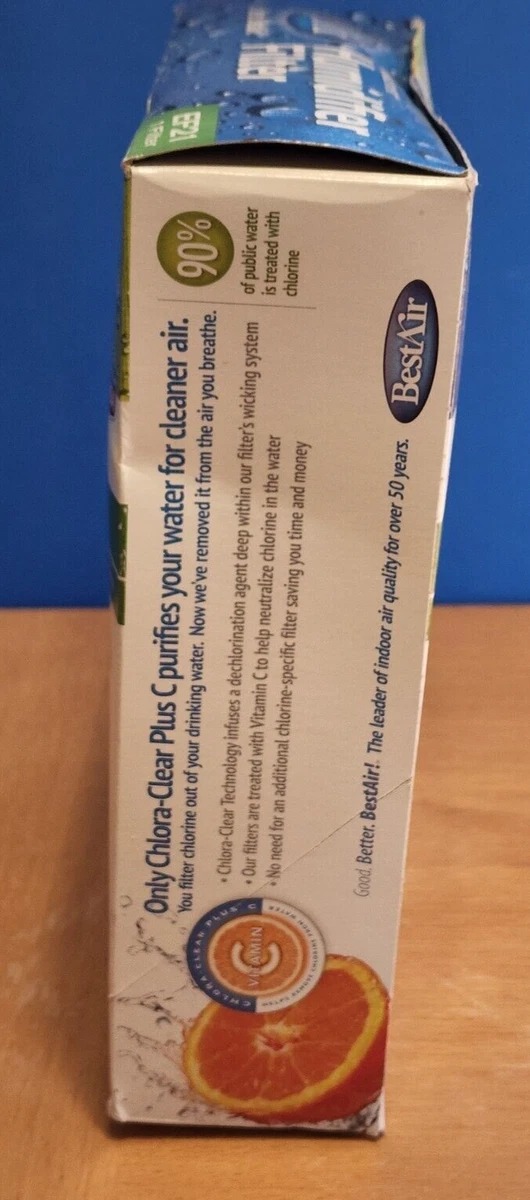 Humidifier
Filter
EF21
1 Filter
Only Chlora-Clear Plus C purifies your water for cleaner air.
You filter chlorine out of your drinking water. Now we've removed it from the air you breathe.
• Chlora-Clear Technology infuses a dechlorination agent deep within our filter's wicking system
• Our filters are treated with Vitamin C to help neutralize chlorine in the water
• No need for an additional chlorine-specific filter saving you time and money
90%
of public water
is treated with
chlorine
CHLORA CLEAR PLUS C
C
VITAMIN
Good. Better. BestAir! The leader of indoor air quality for over 50 years.
BestAir